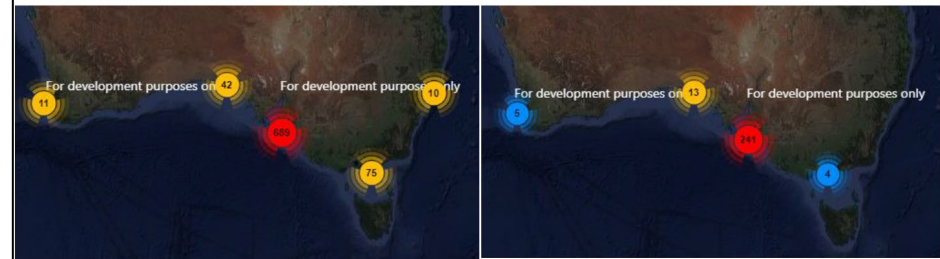 For development purposes on
For development purpos
nly
11
42
10
689
75
For development purposes on
For development purposes only
5
13
241
4